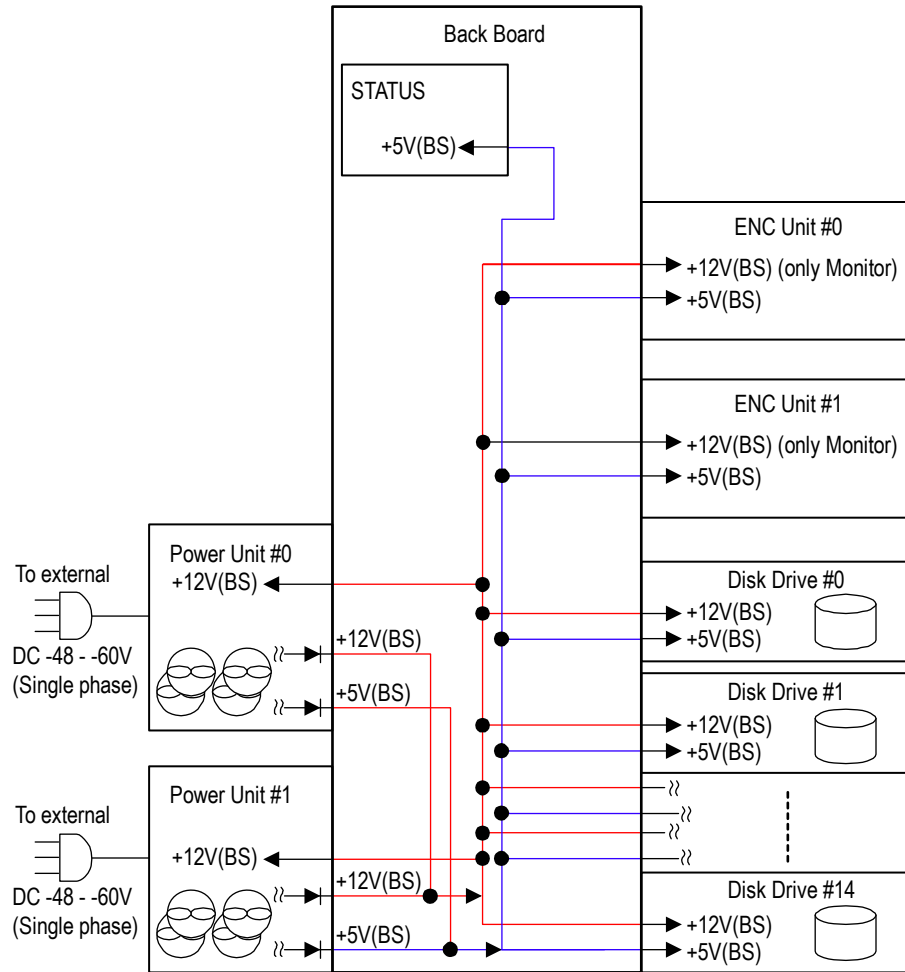 Back Board
STATUS
+5V(BS)
ENC Unit #0
+12V(BS) (only Monitor)
+5V(BS)
ENC Unit #1
+12V(BS) (only Monitor)
+5V(BS)
Power Unit #0
To external
+12V(BS)
DC -48 - -60V
(Single phase)
+12V(BS)
+5V(BS)
Disk Drive #0
+12V(BS)
+5V(BS)
Disk Drive #1
+12V(BS)
+5V(BS)
Power Unit #1
To external
+12V(BS)
DC -48 - -60V
(Single phase)
+12V(BS)
+5V(BS)
Disk Drive #14
+12V(BS)
+5V(BS)